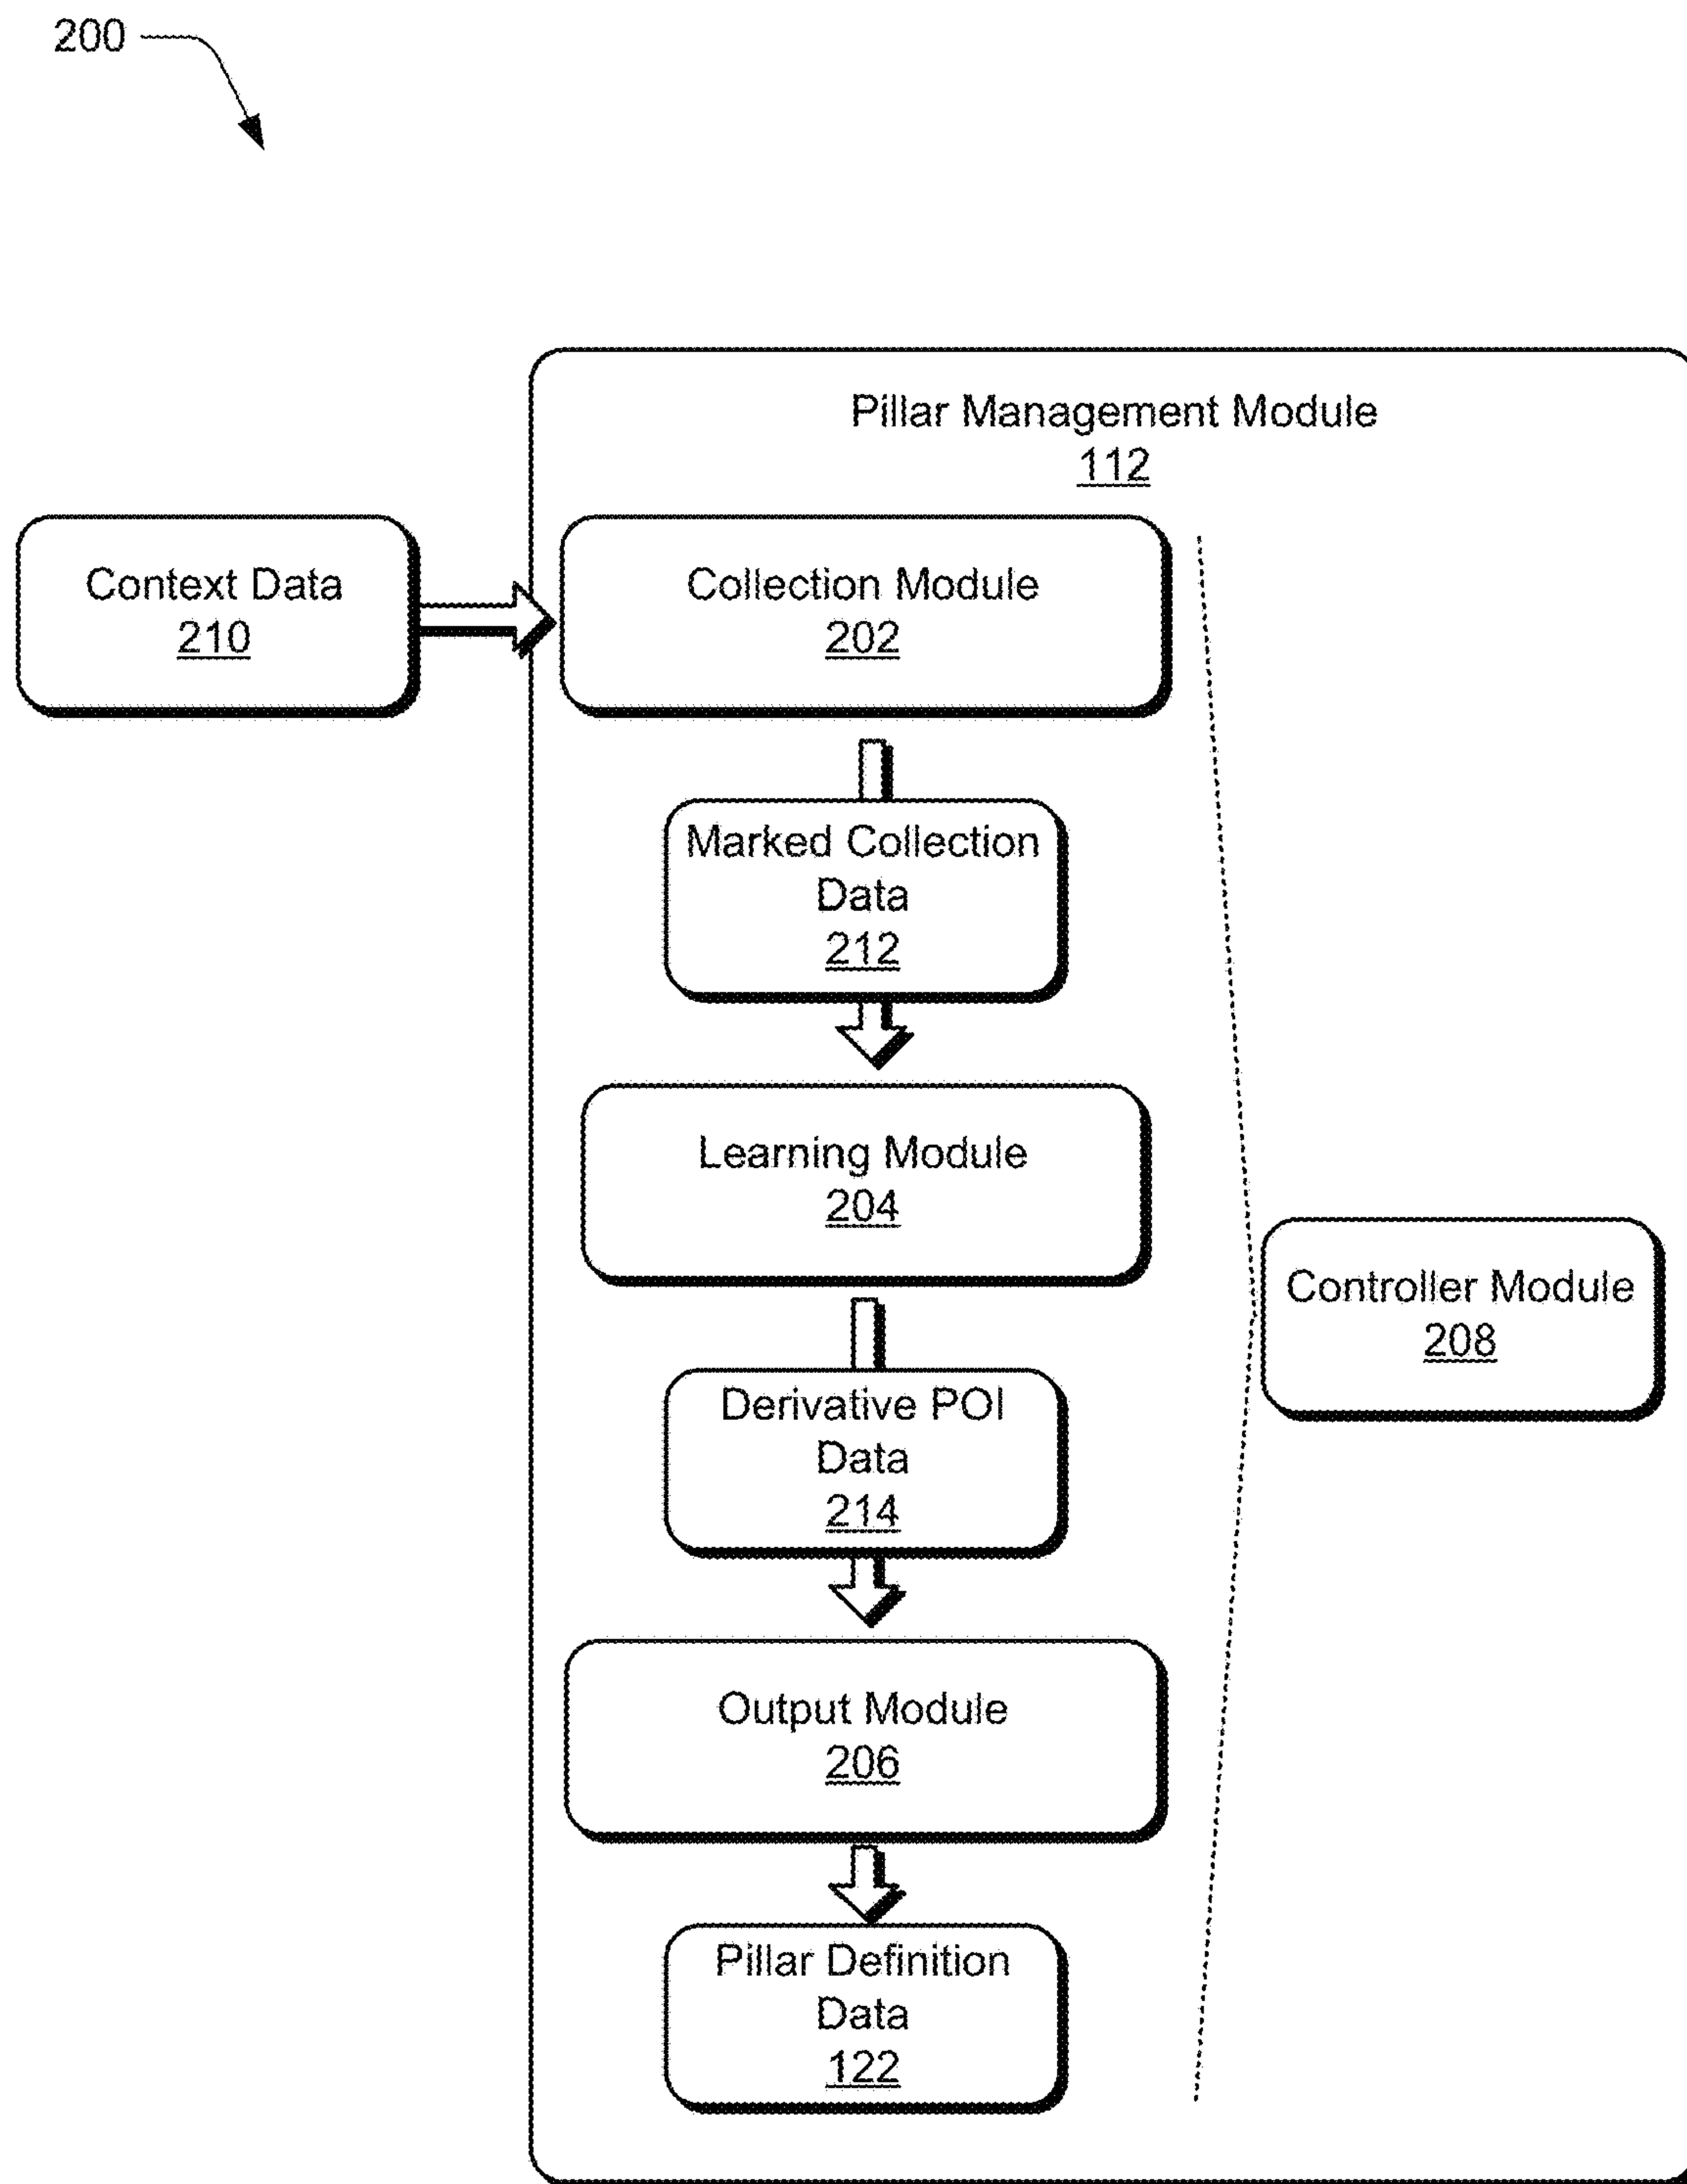 200
Pillar Management Module
112
Context Data
210
Collection Module
202
Marked Collection
Data
212
Learning Module
204
Controller Module
208
Derivative POI
Data
214
Output Module
206
Pillar Definition
Data
122